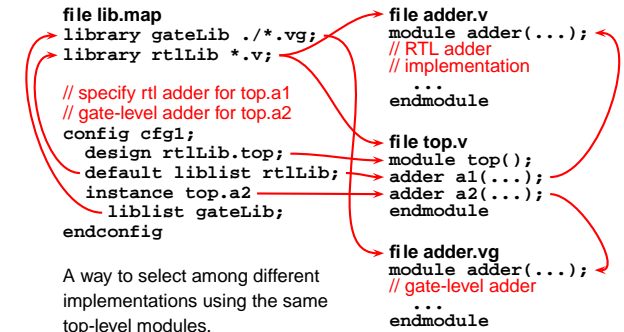 file lib.map
library gateLib ./*.vg;
library rtlLib *.v;
// specify rtl adder for top.a1
// gate-level adder for top.a2
config cfg1;
design rtlLib.top;
default liblist rtlLib;
instance top.a2
liblist gateLib;
endconfig
A way to select among different
implementations using the same
top-level modules.
file adder.v
module adder(...);
// RTL adder
// implementation
...
endmodule
file top.v
module top();
adder a1(...);
adder a2(...);
endmodule
file adder.vg
module adder(...);
// gate-level adder
...
endmodule